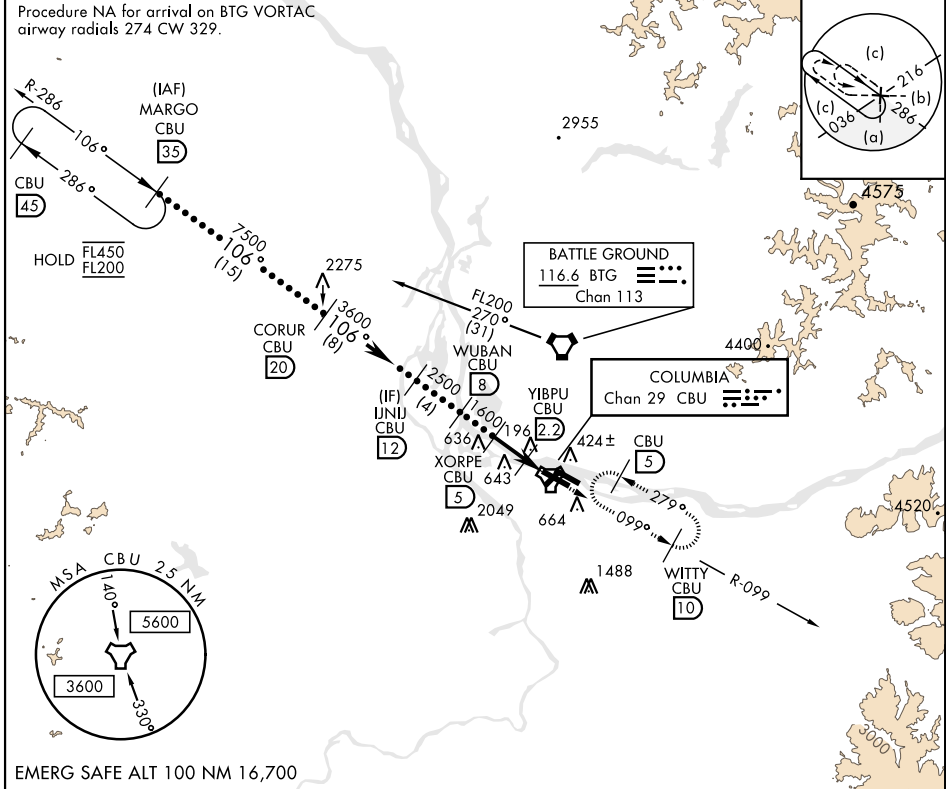 Procedure NA for arrival on BTG VORTAC
airway radials 274 CW 329.
(c)
216
(b)
286
(c)
036
(a)
R-286
106°
286°
CBU
45
(IAF)
MARGO
CBU
35
HOLD FL450
FL200
2955
4575
7500
106°
(15)
2275
3600
106°
(8)
CORUR
CBU
20
FL200
270°
(31)
BATTLE GROUND
116.6 BTG
Chan 113
4400
WUBAN
CBU
8
COLUMBIA
Chan 29 CBU
2500
(4)
(IF)
IJNIJ
CBU
12
1600
YIBPU
CBU
2.2
196
636
643
424±
CBU
5
XORPE
CBU
5
2049
664
279°
099°
4520
1488
WITTY
CBU
10
R-099
MSA CBU 25 NM
140°
5600
3600
330°
3000
EMERG SAFE ALT 100 NM 16,700